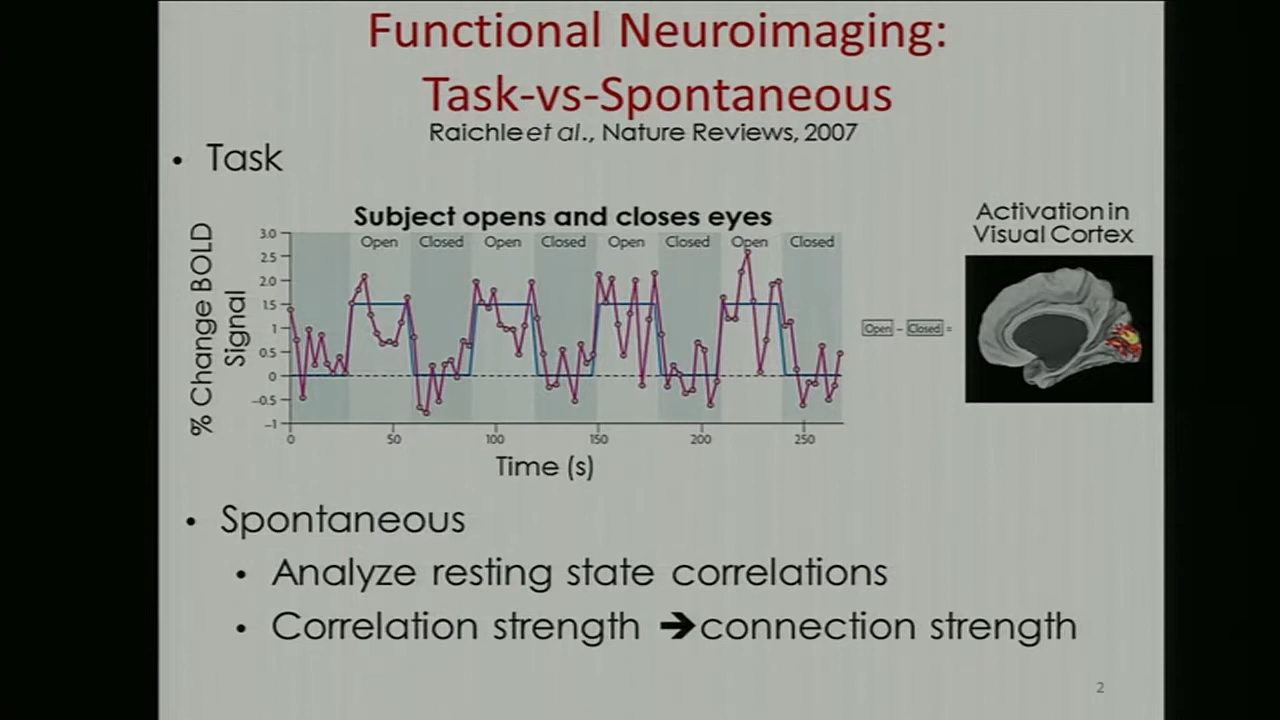 Functional Neuroimaging:
Task-vs-Spontaneous
Raichle et al., Nature Reviews, 2007
• Task
Subject opens and closes eyes
Activation in
Visual Cortex
% Change BOLD
Signal
3.0
2.5
2.0
1.5
1
0.5
0
–0.5
–1
Open Closed Open Closed Open Closed Open Closed
Open – Closed =
0 50 100 150 200 250
Time (s)
• Spontaneous
• Analyze resting state correlations
• Correlation strength ➔ connection strength
2